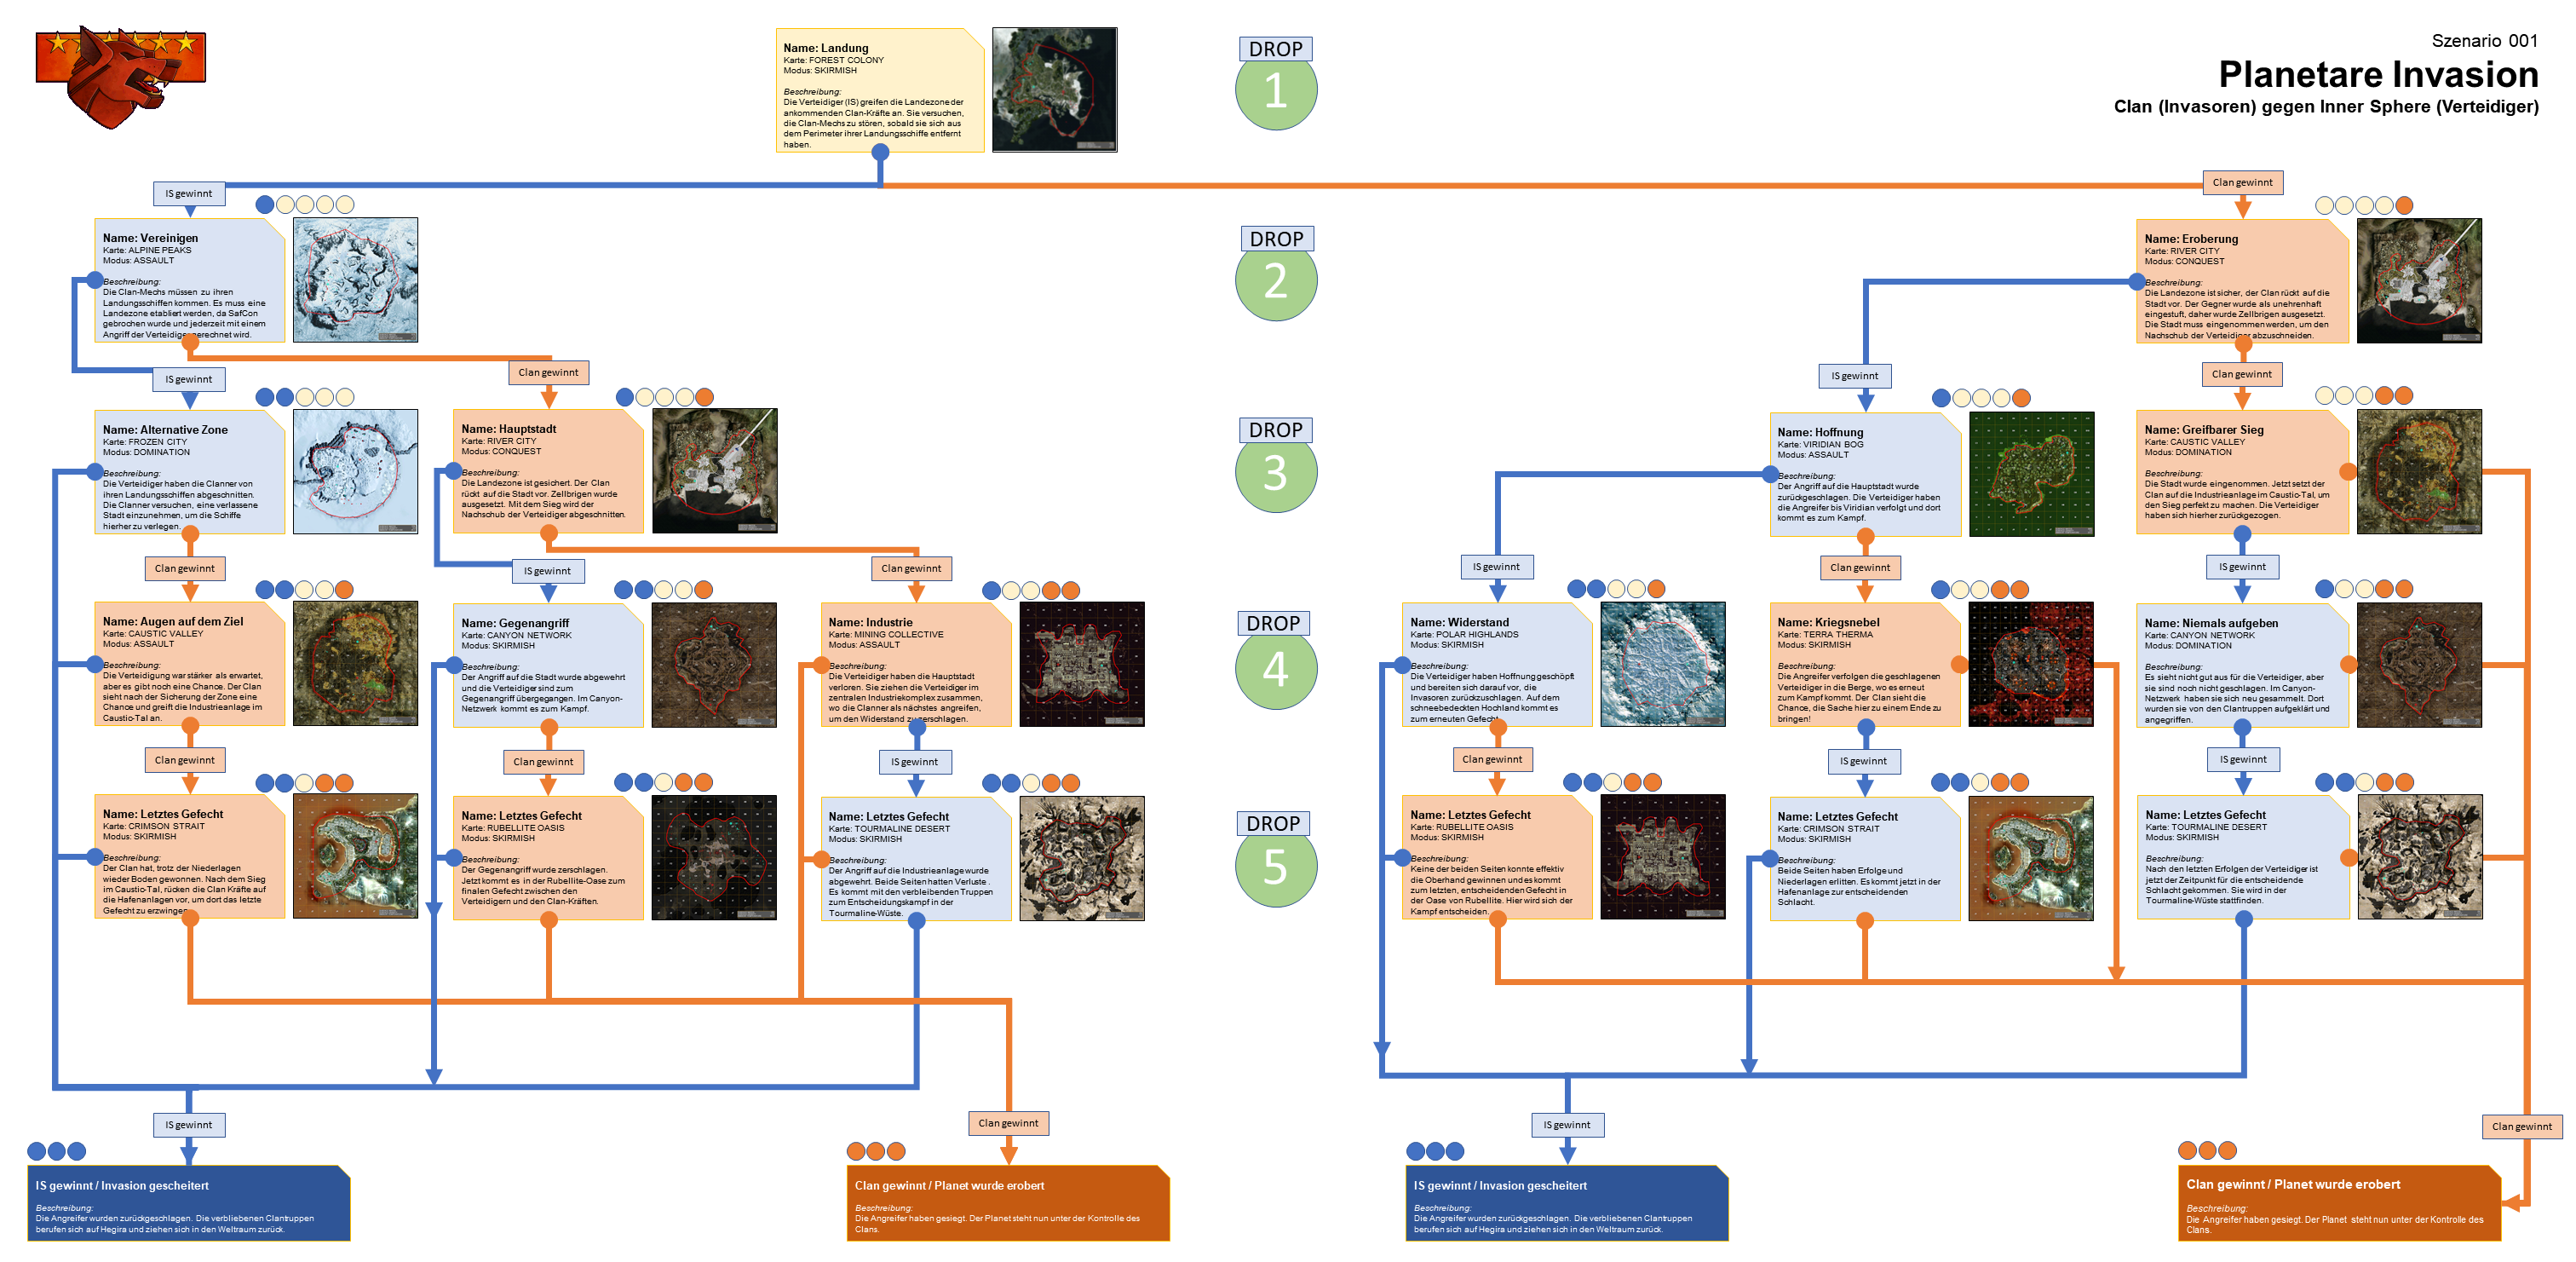 Szenario 001
Planetare Invasion
Clan (Invasoren) gegen Inner Sphere (Verteidiger)
DROP
1
Name: Landung
Karte: FOREST COLONY
Modus: SKIRMISH
Beschreibung:
Die Verteidiger (IS) greifen die Landezone der
ankommenden Clan-Kräfte an. Sie versuchen,
die Clan-Mechs zu stören, sobald sie sich aus
dem Perimeter ihrer Landungsschiffe entfernt
haben.
IS gewinnt
Clan gewinnt
DROP
2
Name: Vereinigen
Karte: ALPINE PEAKS
Modus: ASSAULT
Beschreibung:
Die Clan-Mechs müssen zu ihren
Landungsschiffen kommen. Es muss eine
Landezone etabliert werden, da SafCon
gebrochen wurde und jederzeit mit einem
Angriff der Verteidiger gerechnet wird.
Name: Eroberung
Karte: RIVER CITY
Modus: CONQUEST
Beschreibung:
Die Landezone ist sicher, der Clan rückt auf die
Stadt vor. Der Gegner wurde als unehrenhaft
eingestuft, daher wurde Zellbrigen ausgesetzt.
Die Stadt muss eingenommen werden, um den
Nachschub der Verteidiger abzuschneiden.
IS gewinnt
Clan gewinnt
IS gewinnt
Clan gewinnt
DROP
3
Name: Alternative Zone
Karte: FROZEN CITY
Modus: DOMINATION
Beschreibung:
Die Verteidiger haben die Clanner von
ihren Landungsschiffen abgeschnitten.
Die Clanner versuchen, eine verlassene
Stadt einzunehmen, um die Schiffe
hierher zu verlegen.
Name: Hauptstadt
Karte: RIVER CITY
Modus: CONQUEST
Beschreibung:
Die Landezone ist gesichert. Der Clan
rückt auf die Stadt vor. Zellbrigen wurde
ausgesetzt. Mit dem Sieg wird der
Nachschub der Verteidiger abgeschnitten.
Name: Hoffnung
Karte: VIRIDIAN BOG
Modus: ASSAULT
Beschreibung:
Der Angriff auf die Hauptstadt wurde
zurückgeschlagen. Die Verteidiger haben
die Angreifer bis Viridian verfolgt und dort
kommt es zum Kampf.
Name: Greifbarer Sieg
Karte: CAUSTIC VALLEY
Modus: DOMINATION
Beschreibung:
Die Stadt wurde eingenommen. Jetzt setzt der
Clan auf die Industrieanlage im Caustic-Tal, um
den Sieg perfekt zu machen. Die Verteidiger
haben sich hierher zurückgezogen.
Clan gewinnt
IS gewinnt
Clan gewinnt
IS gewinnt
Clan gewinnt
IS gewinnt
DROP
4
Name: Augen auf dem Ziel
Karte: CAUSTIC VALLEY
Modus: ASSAULT
Beschreibung:
Die Verteidigung war stärker als erwartet,
aber es gibt noch eine Chance. Der Clan
sieht nach der Sicherung der Zone eine
Chance und greift die Industrieanlage im
Caustic-Tal an.
Name: Gegenangriff
Karte: CANYON NETWORK
Modus: SKIRMISH
Beschreibung:
Der Angriff auf die Stadt wurde abgewehrt
und die Verteidiger sind zum
Gegenangriff übergegangen. Im Canyon-
Netzwerk kommt es zum Kampf.
Name: Industrie
Karte: MINING COLLECTIVE
Modus: ASSAULT
Beschreibung:
Die Verteidiger haben die Hauptstadt
verloren. Sie ziehen die Verteidiger im
zentralen Industriekomplex zusammen,
wo die Clanner als nächstes angreifen,
um den Widerstand zu zerschlagen.
Name: Widerstand
Karte: POLAR HIGHLANDS
Modus: SKIRMISH
Beschreibung:
Die Verteidiger haben Hoffnung geschöpft
und bereiten sich darauf vor, die
Invasoren zurückzuschlagen. Auf dem
schneebedeckten Hochland kommt es
zum erneuten Gefecht.
Name: Kriegsnebel
Karte: TERRA THERMA
Modus: SKIRMISH
Beschreibung:
Die Angreifer verfolgen die geschlagenen
Verteidiger in die Berge, wo es erneut
zum Kampf kommt. Der Clan sieht die
Chance, die Sache hier zu einem Ende zu
bringen!
Name: Niemals aufgeben
Karte: CANYON NETWORK
Modus: DOMINATION
Beschreibung:
Es sieht nicht gut aus für die Verteidiger, aber
sie sind noch nicht geschlagen. Im Canyon-
Netzwerk haben sie sich neu gesammelt. Dort
wurden sie von den Clantruppen aufgeklärt und
angegriffen.
Clan gewinnt
Clan gewinnt
IS gewinnt
Clan gewinnt
IS gewinnt
IS gewinnt
DROP
5
Name: Letztes Gefecht
Karte: CRIMSON STRAIT
Modus: SKIRMISH
Beschreibung:
Der Clan hat, trotz der Niederlagen
wieder Boden gewonnen. Nach dem Sieg
im Caustic-Tal, rücken die Clan Kräfte auf
die Hafenanlagen vor, um dort das letzte
Gefecht zu erzwingen.
Name: Letztes Gefecht
Karte: RUBELLITE OASIS
Modus: SKIRMISH
Beschreibung:
Der Gegenangriff wurde zerschlagen.
Jetzt kommt es in der Rubellite-Oase zum
finalen Gefecht zwischen den
Verteidigern und den Clan-Kräften.
Name: Letztes Gefecht
Karte: TOURMALINE DESERT
Modus: SKIRMISH
Beschreibung:
Der Angriff auf die Industrieanlage wurde
abgewehrt. Beide Seiten hatten Verluste .
Es kommt mit den verbleibenden Truppen
zum Entscheidungskampf in der
Tourmaline-Wüste.
Name: Letztes Gefecht
Karte: RUBELLITE OASIS
Modus: SKIRMISH
Beschreibung:
Keine der beiden Seiten konnte effektiv
die Oberhand gewinnen und es kommt
zum letzten, entscheidenden Gefecht in
der Oase von Rubellite. Hier wird sich der
Kampf entscheiden.
Name: Letztes Gefecht
Karte: CRIMSON STRAIT
Modus: SKIRMISH
Beschreibung:
Beide Seiten haben Erfolge und
Niederlagen erlitten. Es kommt jetzt in der
Hafenanlage zur entscheidenden
Schlacht.
Name: Letztes Gefecht
Karte: TOURMALINE DESERT
Modus: SKIRMISH
Beschreibung:
Nach den letzten Erfolgen der Verteidiger ist
jetzt der Zeitpunkt für die entscheidende
Schlacht gekommen. Sie wird in der
Tourmaline-Wüste stattfinden.
IS gewinnt
Clan gewinnt
IS gewinnt
Clan gewinnt
IS gewinnt / Invasion gescheitert
Beschreibung:
Die Angreifer wurden zurückgeschlagen. Die verbliebenen Clantruppen
berufen sich auf Hegira und ziehen sich in den Weltraum zurück.
Clan gewinnt / Planet wurde erobert
Beschreibung:
Die Angreifer haben gesiegt. Der Planet steht nun unter der Kontrolle des
Clans.
IS gewinnt / Invasion gescheitert
Beschreibung:
Die Angreifer wurden zurückgeschlagen. Die verbliebenen Clantruppen
berufen sich auf Hegira und ziehen sich in den Weltraum zurück.
Clan gewinnt / Planet wurde erobert
Beschreibung:
Die Angreifer haben gesiegt. Der Planet steht nun unter der Kontrolle des
Clans.